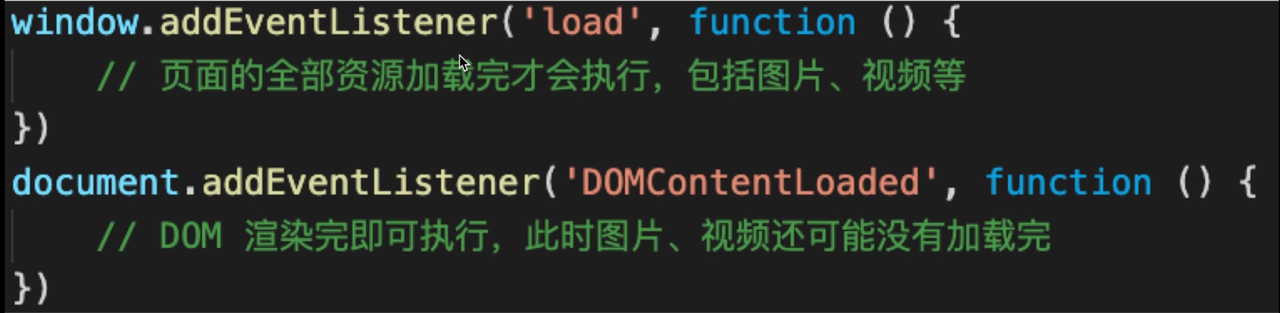 window.addEventListener('load', function () {
// 页面的全部资源加载完才会执行，包括图片、视频等
})
document.addEventListener('DOMContentLoaded', function () {
// DOM 渲染完即可执行，此时图片、视频还可能没有加载完
})